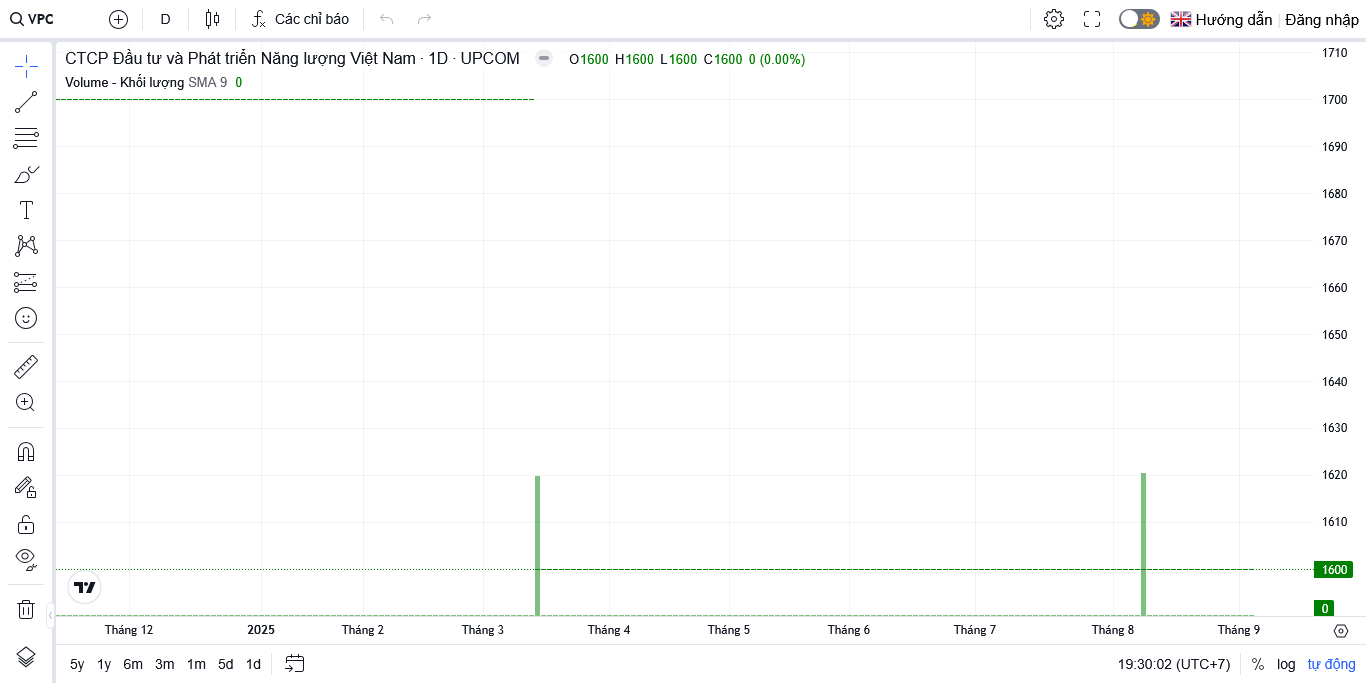 VPC D Các chỉ báo Hướng dẫn Đăng nhập
CTCP Đầu tư và Phát triển Năng lượng Việt Nam · 1D · UPCOM O1600 H1600 L1600 C1600 0 (0.00%)
Volume - Khối lượng SMA 9 0
1710
1700
1690
1680
1670
1660
1650
1640
1630
1620
1610
1600
0
Tháng 12 2025 Tháng 2 Tháng 3 Tháng 4 Tháng 5 Tháng 6 Tháng 7 Tháng 8 Tháng 9
5y 1y 6m 3m 1m 5d 1d 19:30:02 (UTC+7) % log tự động